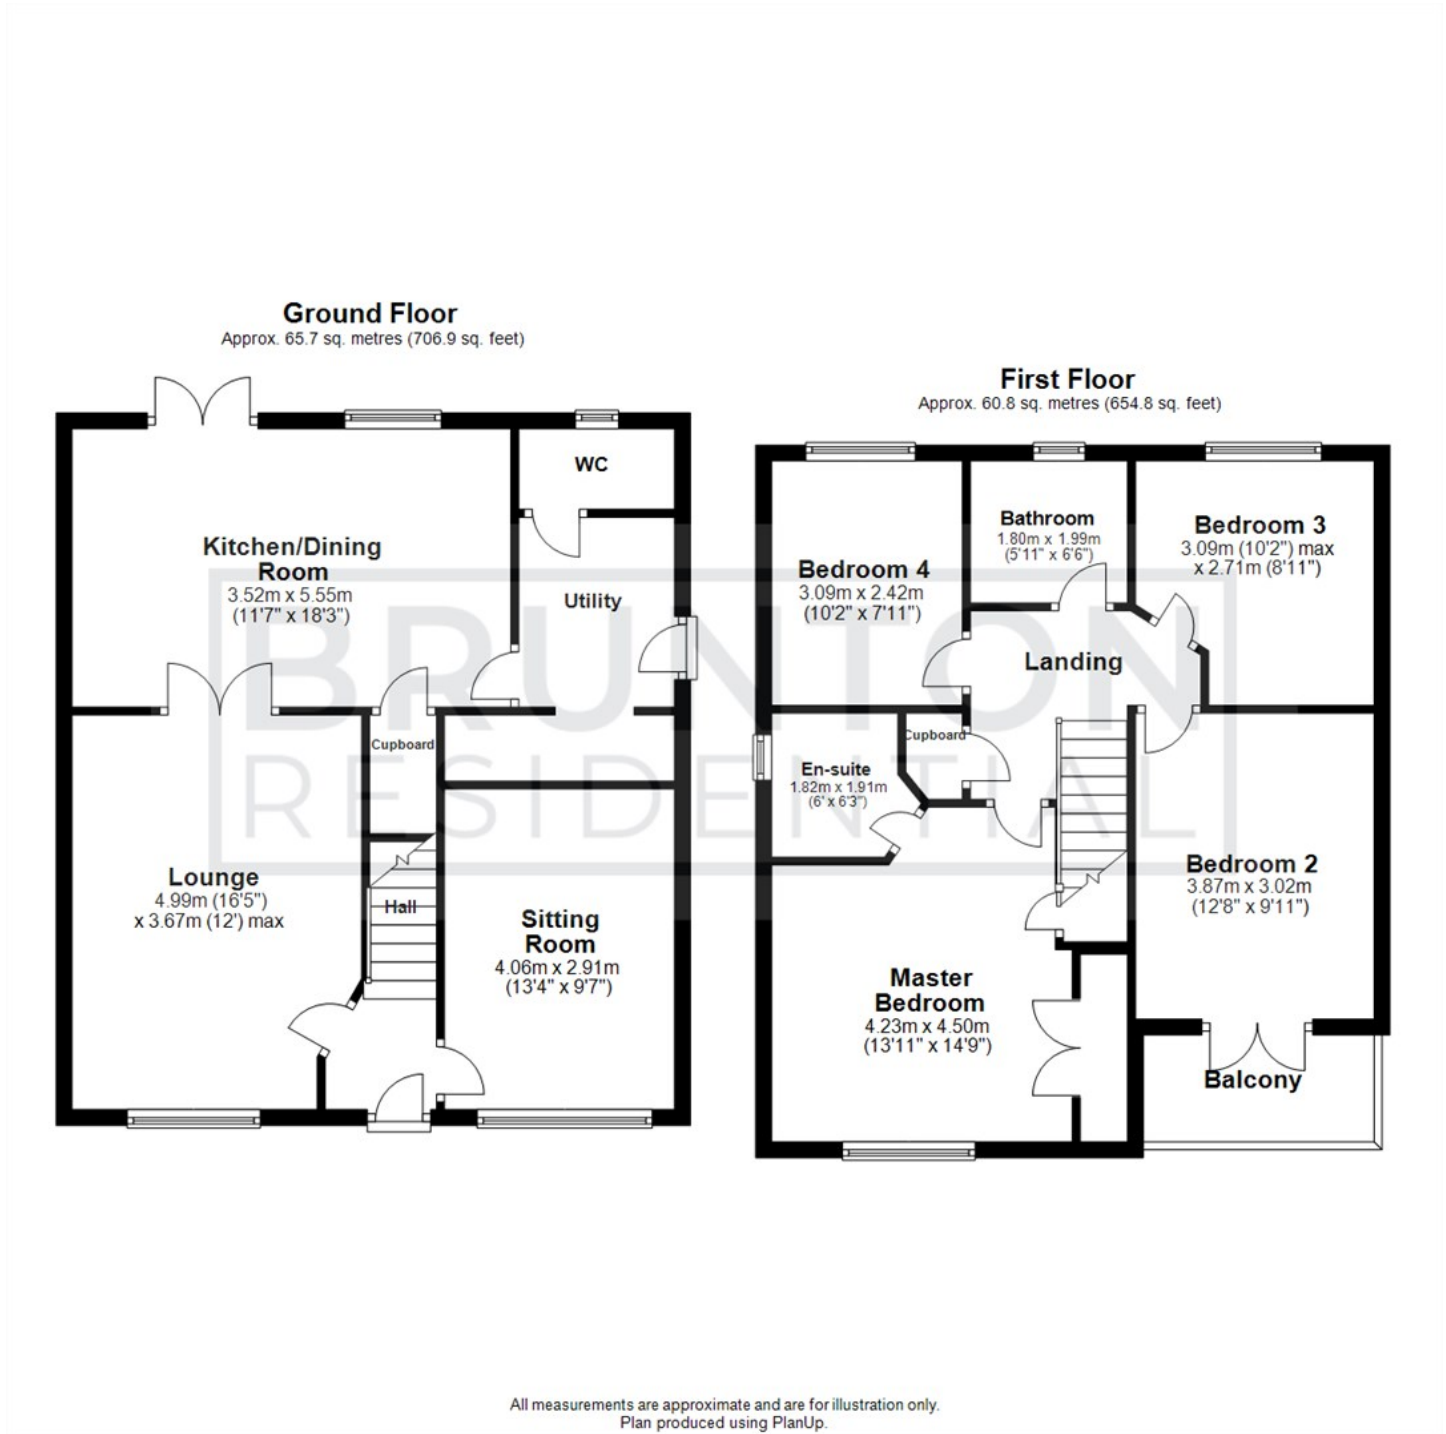 Ground Floor
Approx. 65.7 sq. metres (706.9 sq. feet)
WC
Kitchen/Dining
Room
3.52m x 5.55m
(11'7" x 18'3")
Utility
Cupboard
Lounge
4.99m (16'5")
x 3.67m (12') max
Hall
Sitting
Room
4.06m x 2.91m
(13'4" x 9'7")
First Floor
Approx. 60.8 sq. metres (654.8 sq. feet)
Bedroom 4
3.09m x 2.42m
(10'2" x 7'11")
Bathroom
1.80m x 1.99m
(5'11" x 6'6")
Bedroom 3
3.09m (10'2") max
x 2.71m (8'11")
Landing
Cupboard
En-suite
1.82m x 1.91m
(6' x 6'3")
Bedroom 2
3.87m x 3.02m
(12'8" x 9'11")
Master
Bedroom
4.23m x 4.50m
(13'11" x 14'9")
Balcony
BRUNTON
RESIDENTIAL
All measurements are approximate and are for illustration only.
Plan produced using PlanUp.